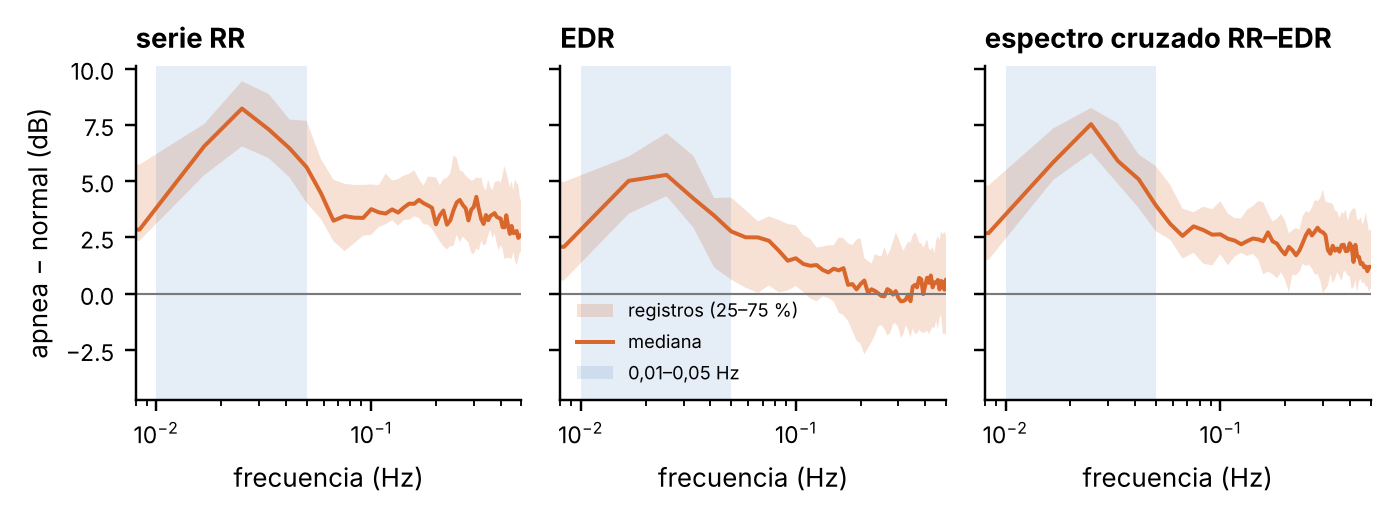 serie RR
EDR
espectro cruzado RR–EDR
apnea − normal (dB)
10.0
7.5
5.0
2.5
0.0
−2.5
registros (25–75 %)
mediana
0,01–0,05 Hz
10⁻²
10⁻¹
10⁻²
10⁻¹
10⁻²
10⁻¹
frecuencia (Hz)
frecuencia (Hz)
frecuencia (Hz)